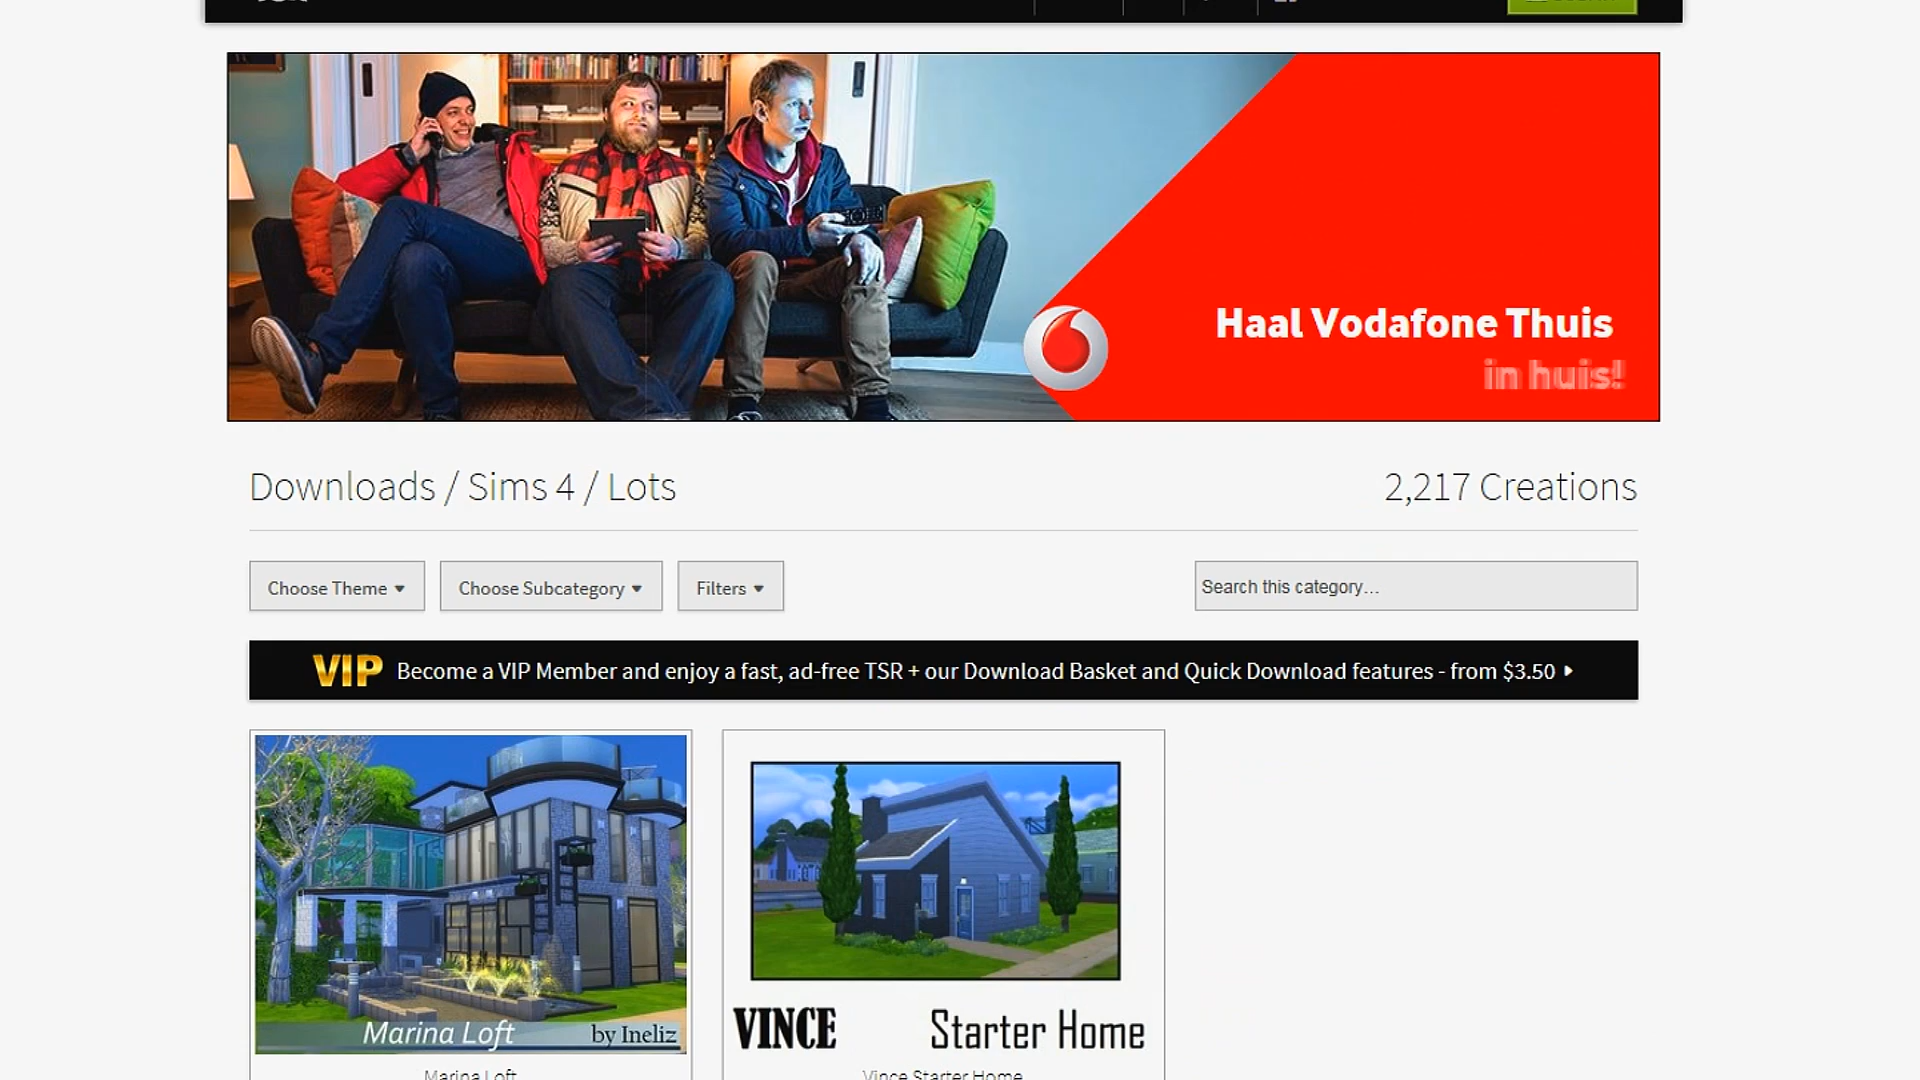 Haal Vodafone Thuis
in huis!
Downloads / Sims 4 / Lots
2,217 Creations
Choose Theme
Choose Subcategory
Filters
Search this category...
VIP Become a VIP Member and enjoy a fast, ad-free TSR + our Download Basket and Quick Download features - from $3.50
Marina Loft by Ineliz
VINCE Starter Home
Marina Loft
Vince Starter Home